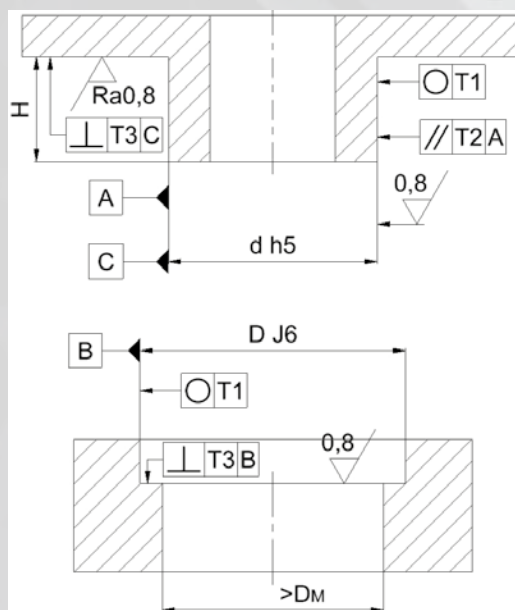 Ra0,8
H
○ T1
⊥ T3 C
// T2 A
A
0,8
C
d h5
D J6
B
○ T1
⊥ T3 B
0,8
>DM